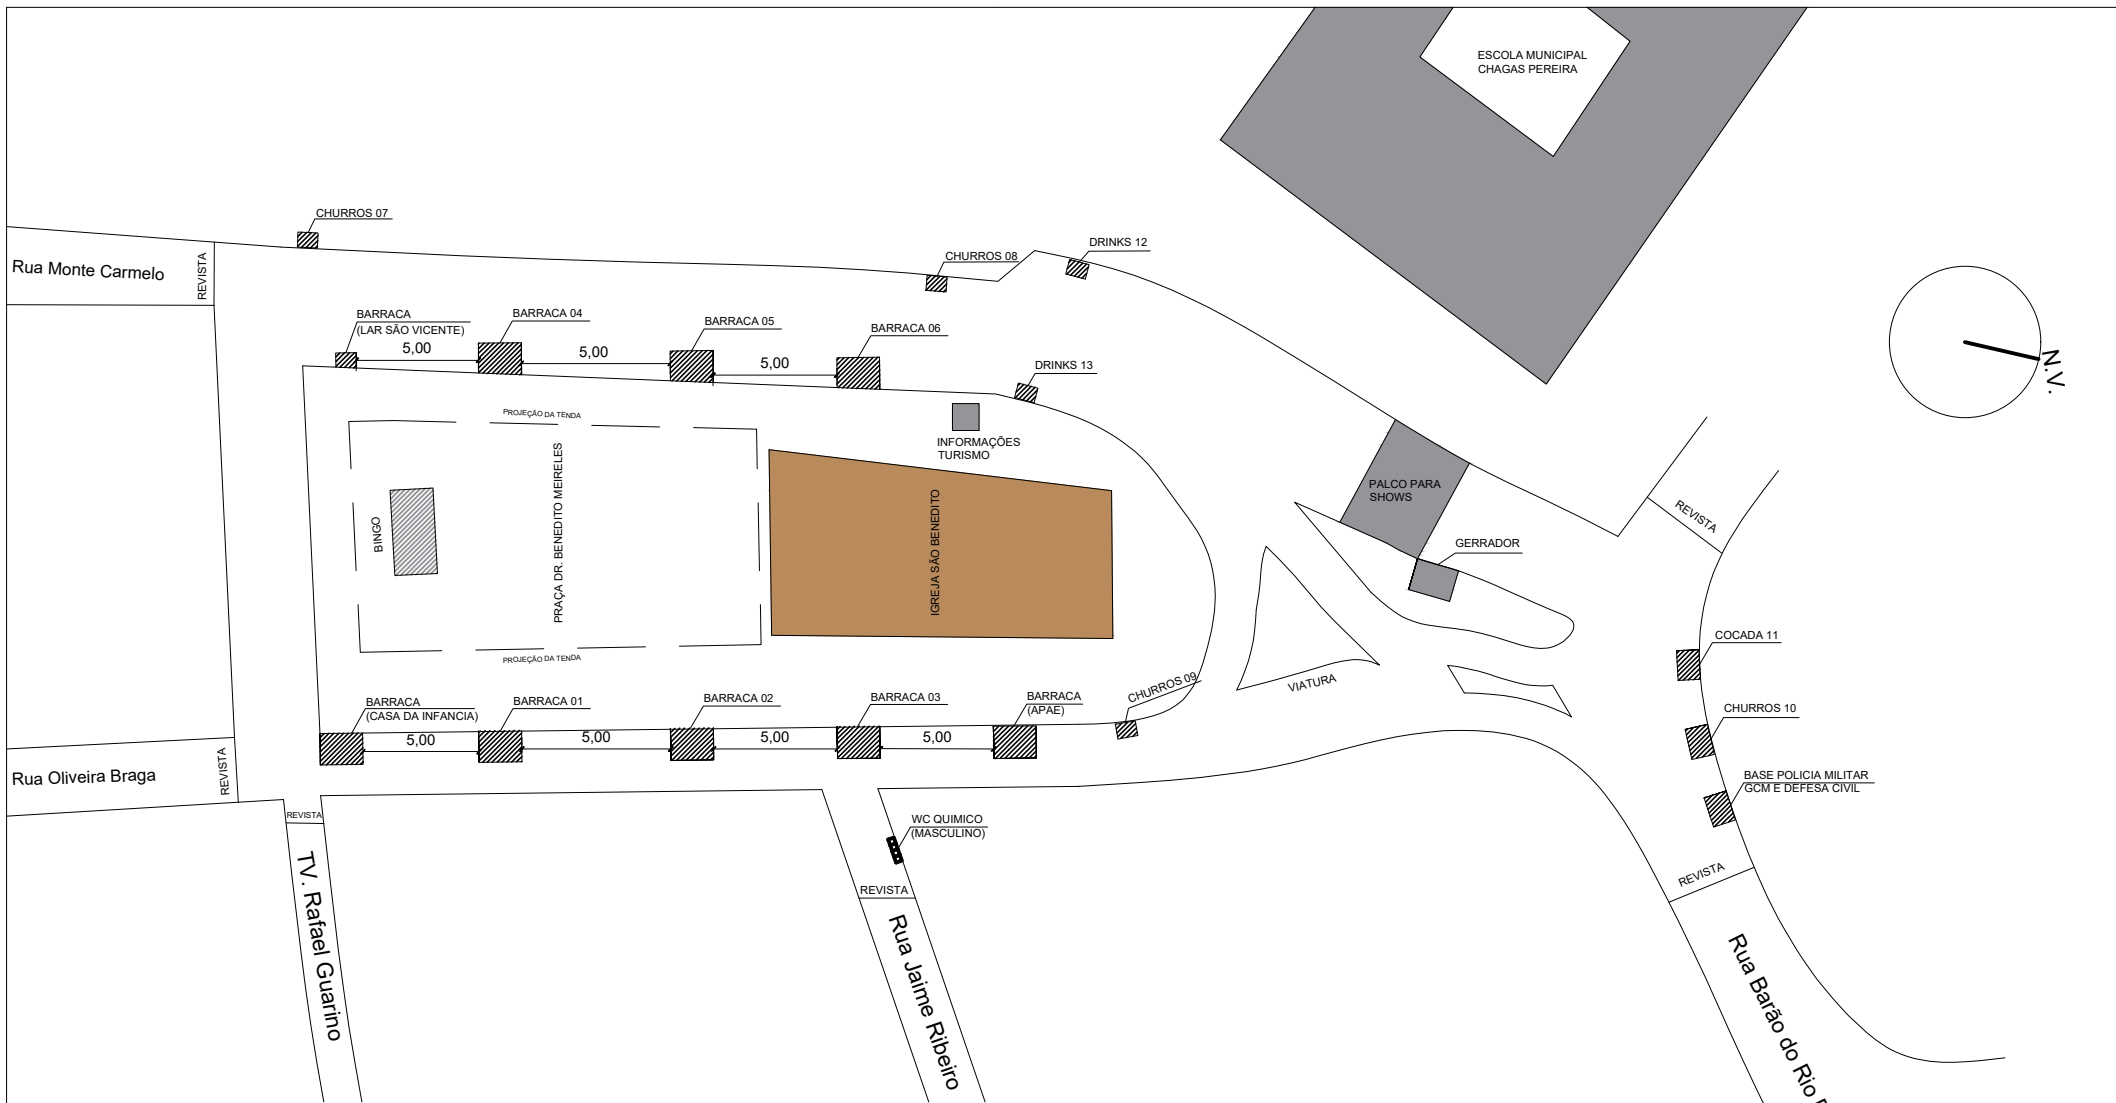 ESCOLA MUNICIPAL
CHAGAS PEREIRA
CHURROS 07
Rua Monte Carmelo
REVISTA
CHURROS 08
DRINKS 12
BARRACA
(LAR SÃO VICENTE)
BARRACA 04
BARRACA 05
BARRACA 06
5,00
5,00
5,00
DRINKS 13
N.V.
PROJEÇÃO DA TENDA
INFORMAÇÕES
TURISMO
BINGO
PRAÇA DR. BENEDITO MEIRELES
IGREJA SÃO BENEDITO
PALCO PARA
SHOWS
GERRADOR
REVISTA
PROJEÇÃO DA TENDA
COCADA 11
CHURROS 10
BASE POLICIA MILITAR
GCM E DEFESA CIVIL
VIATURA
BARRACA
(CASA DA INFANCIA)
BARRACA 01
BARRACA 02
BARRACA 03
BARRACA
(APAE)
CHURROS 09
5,00
5,00
5,00
5,00
Rua Oliveira Braga
REVISTA
REVISTA
WC QUIMICO
(MASCULINO)
REVISTA
REVISTA
TV. Rafael Guarino
Rua Jaime Ribeiro
Rua Barão do Rio